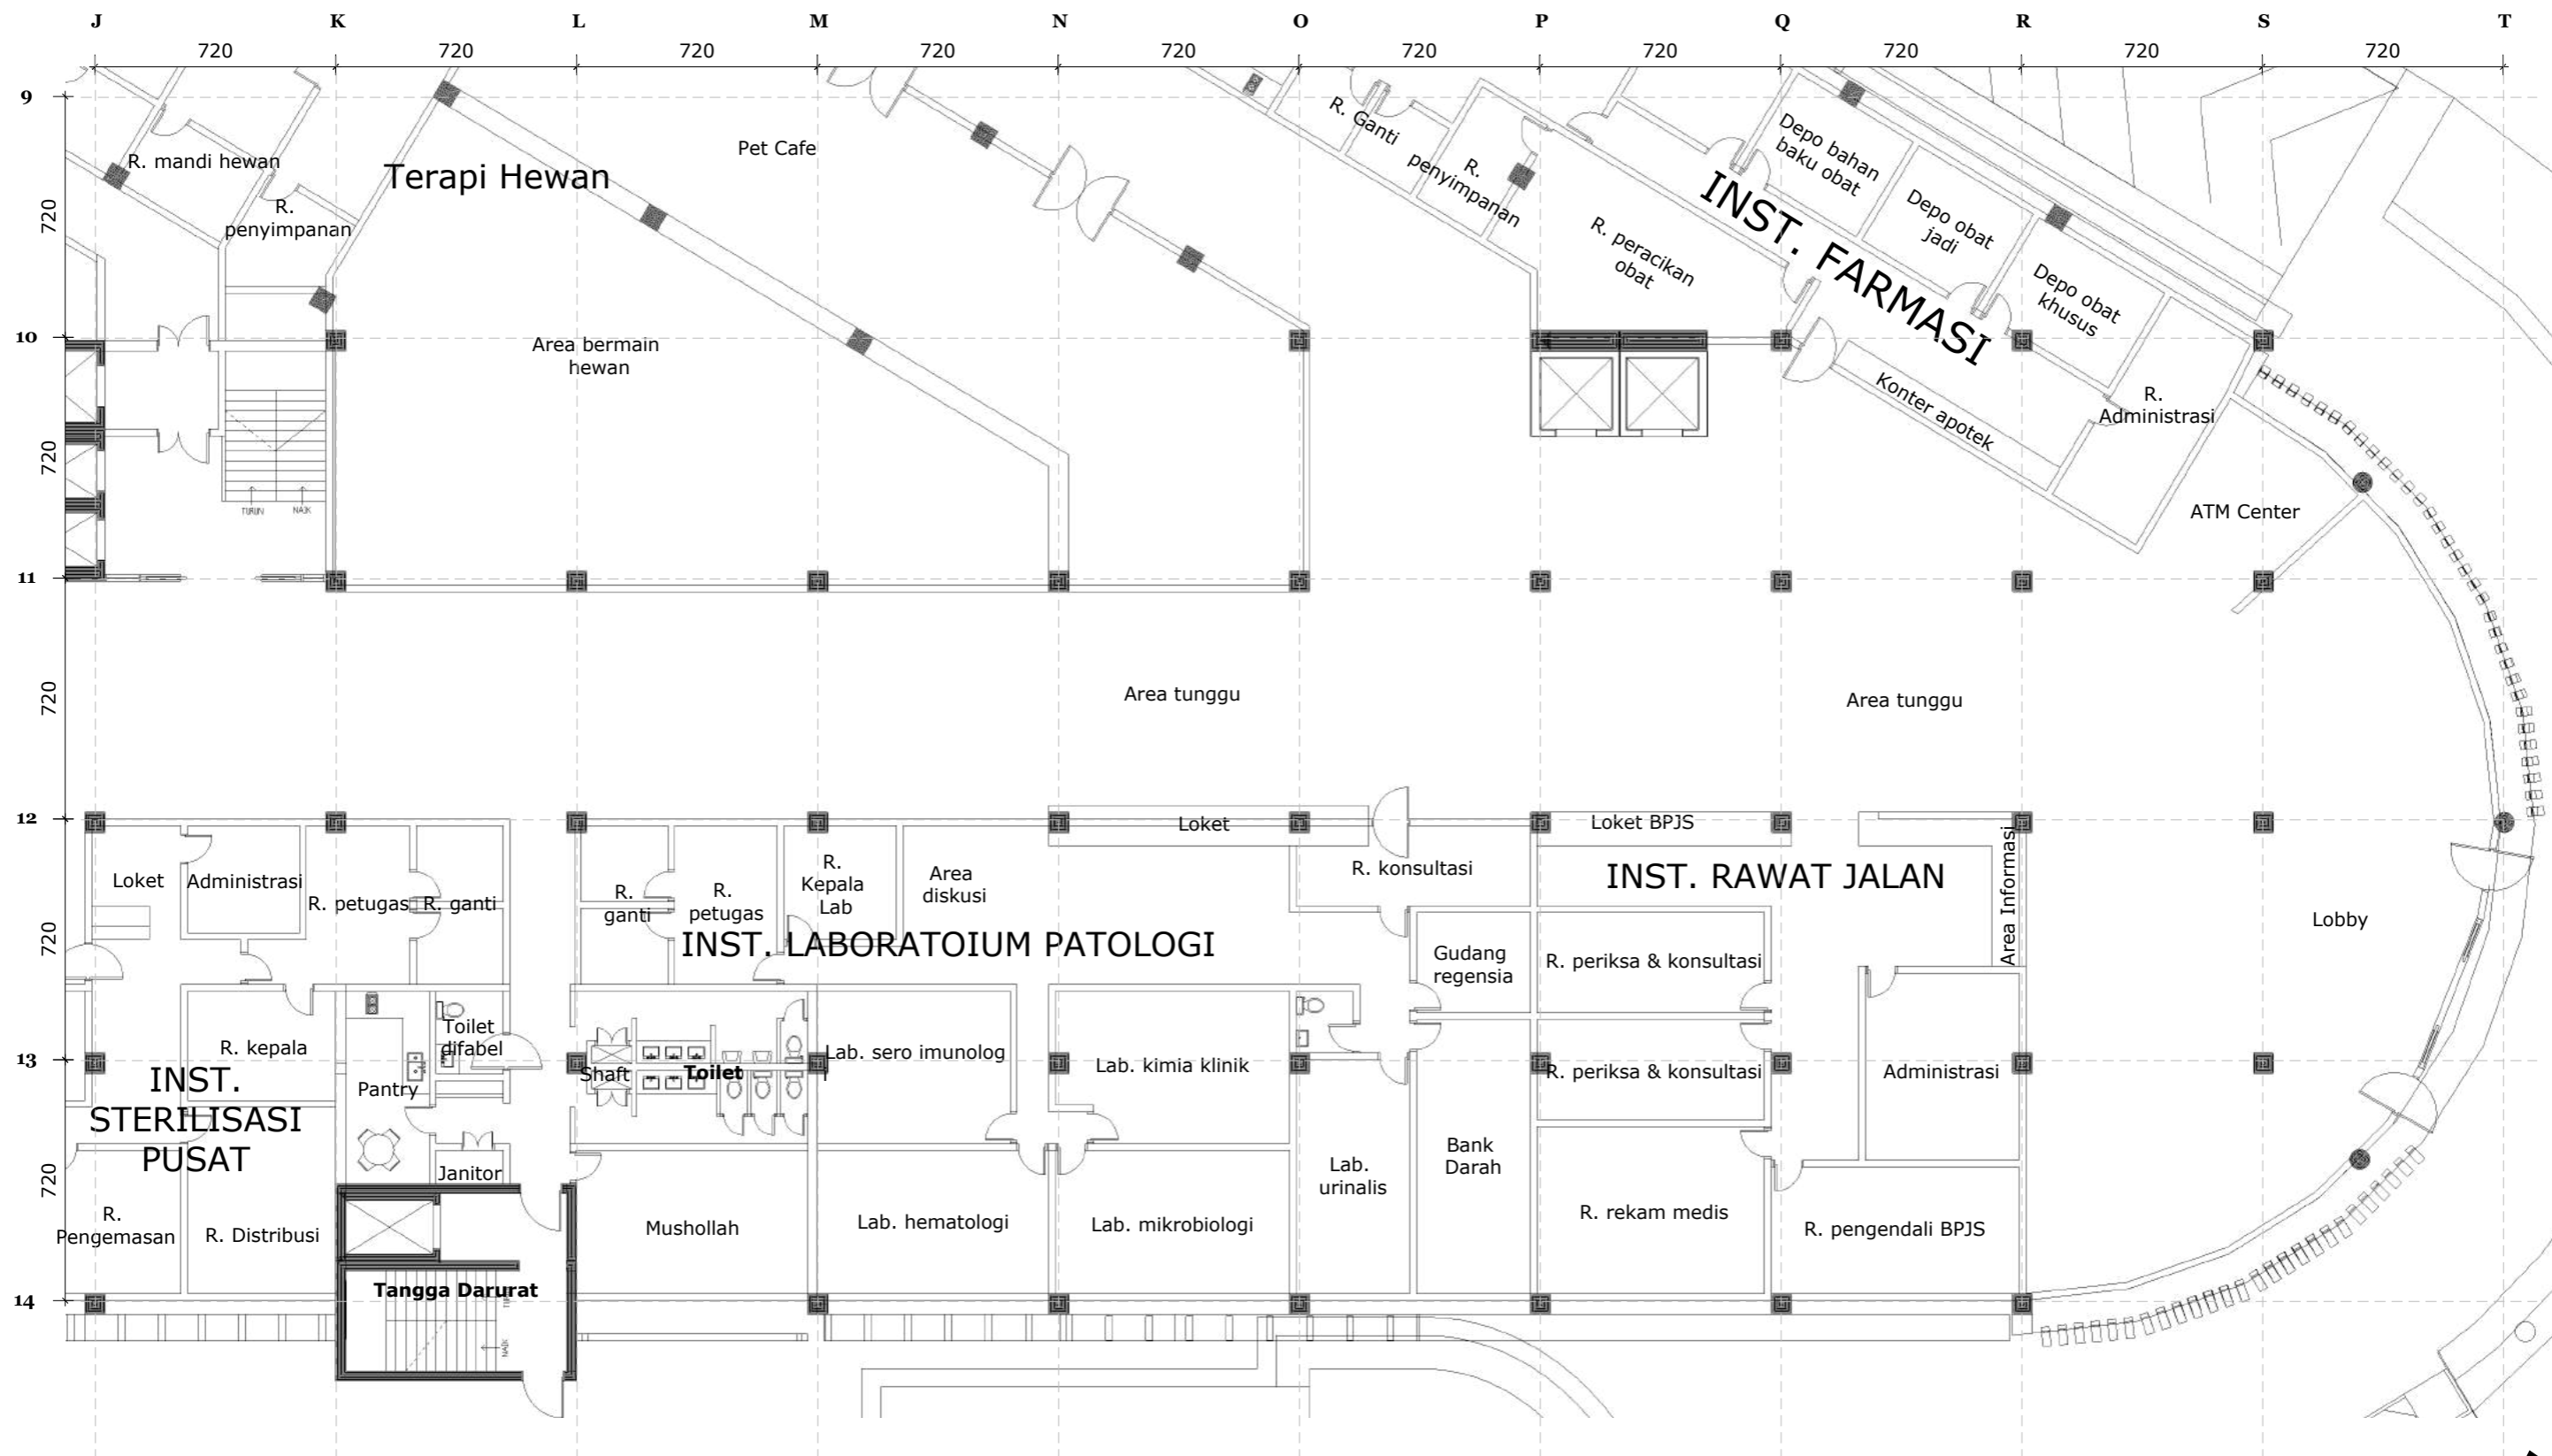 J K L M N O P Q R S T
720 720 720 720 720 720 720 720 720 720
9
10
11
12
13
14
720
720
720
720
720
R. mandi hewan
R.
penyimpanan
Terapi Hewan
Pet Cafe
Area bermain
hewan
R. Ganti
R.
penyimpanan
R. peracikan
obat
INST. FARMASI
Depo bahan
baku obat
Depo obat
jadi
Depo obat
khusus
Konter apotek
R.
Administrasi
ATM Center
TURUN NAIK
Area tunggu
Area tunggu
Loket
Administrasi
R. petugas
R. ganti
R.
ganti
R.
petugas
R.
Kepala
Lab
Area
diskusi
Loket
R. konsultasi
Loket BPJS
INST. RAWAT JALAN
Area Informasi
Lobby
INST. LABORATOIUM PATOLOGI
Gudang
regensia
R. periksa & konsultasi
R. kepala
Toilet
difabel
Pantry
Shaft
Toilet
Lab. sero imunolog
Lab. kimia klinik
R. periksa & konsultasi
Administrasi
INST.
STERILISASI
PUSAT
Janitor
Bank
Darah
Lab.
urinalis
R.
Pengemasan
R. Distribusi
Mushollah
Lab. hematologi
Lab. mikrobiologi
R. rekam medis
R. pengendali BPJS
Tangga Darurat
NAIK